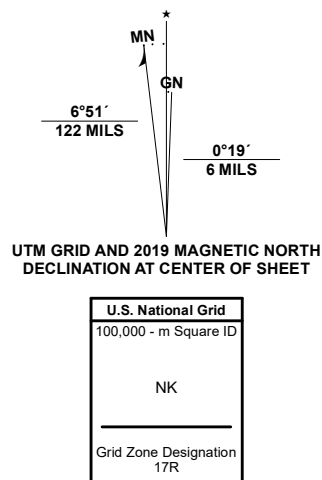 ★
MN
GN
6°51´
122 MILS
0°19´
6 MILS
UTM GRID AND 2019 MAGNETIC NORTH
DECLINATION AT CENTER OF SHEET
U.S. National Grid
100,000 - m Square ID
NK
Grid Zone Designation
17R